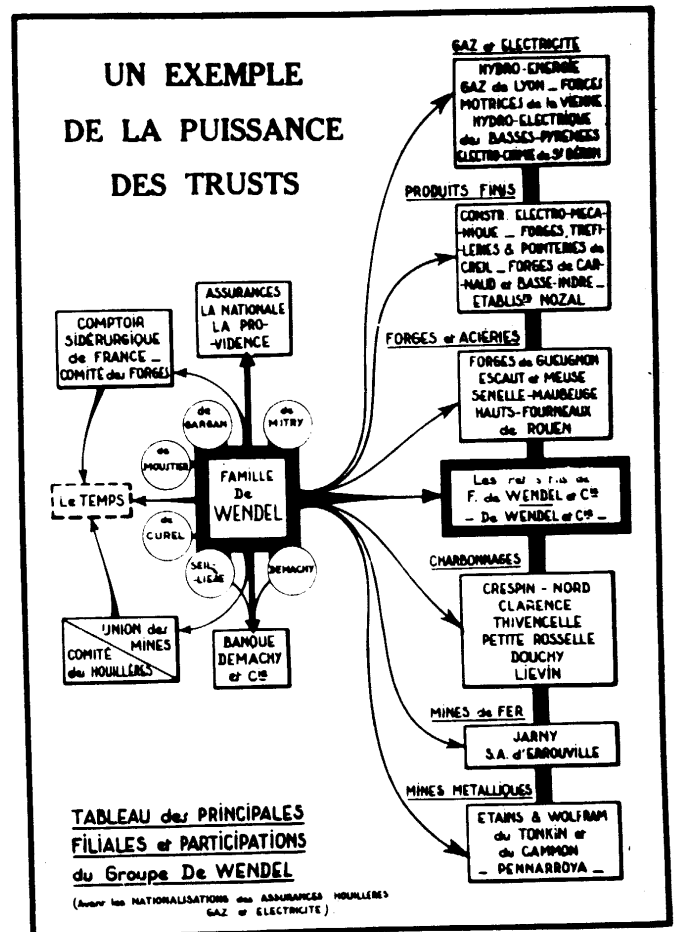 UN EXEMPLE
DE LA PUISSANCE
DES TRUSTS
GAZ et ELECTRICITE
HYDRO-ENERGIE
GAZ de LYON _ FORCES
MOTRICES de la VIENNE
HYDRO-ELECTRIQUE
des BASSES-PYRENEES
ELECTRO-CHIMIE de St BÉRON
PRODUITS FINIS
CONSTR. ELECTRO-MECA-
-NIQUE _ FORGES, TREFI-
LERIES & POINTERIES de
CREIL _ FORGES de CAR-
NAUD et BASSE-INDRE _
ETABLISts NOZAL
FORGES et ACIÉRIES
FORGES de GUEUGNON
ESCAUT et MEUSE
SENELLE-MAUBEUGE
HAUTS-FOURNEAUX
de ROUEN
Les fils de
F. de WENDEL et Cie
_ De WENDEL et Cie _
CHARBONNAGES
CRESPIN - NORD
CLARENCE
THIVENCELLE
PETITE ROSSELLE
DOUCHY
LIEVIN
MINES de FER
JARNY
S.A. d'ERROUVILLE
MINES METALLIQUES
ETAINS & WOLFRAM
du TONKIN et
du CAMMON
_ PENNARROYA _
ASSURANCES
LA NATIONALE
LA PRO-
-VIDENCE
COMPTOIR
SIDÉRURGIQUE
de FRANCE _
COMITÉ des FORGES
de
GARGAN
de
MITRY
de
MOUSTIER
FAMILLE
De
WENDEL
Le TEMPS
de
CUREL
SEIL-
-LIÈRE
DEMACHY
UNION des
MINES
COMITÉ
des HOUILLÈRES
BANQUE
DEMACHY
et Cie
TABLEAU des PRINCIPALES
FILIALES et PARTICIPATIONS
du Groupe De WENDEL
(Avant les NATIONALISATIONS des ASSURANCES HOUILLERES
GAZ et ELECTRICITE)